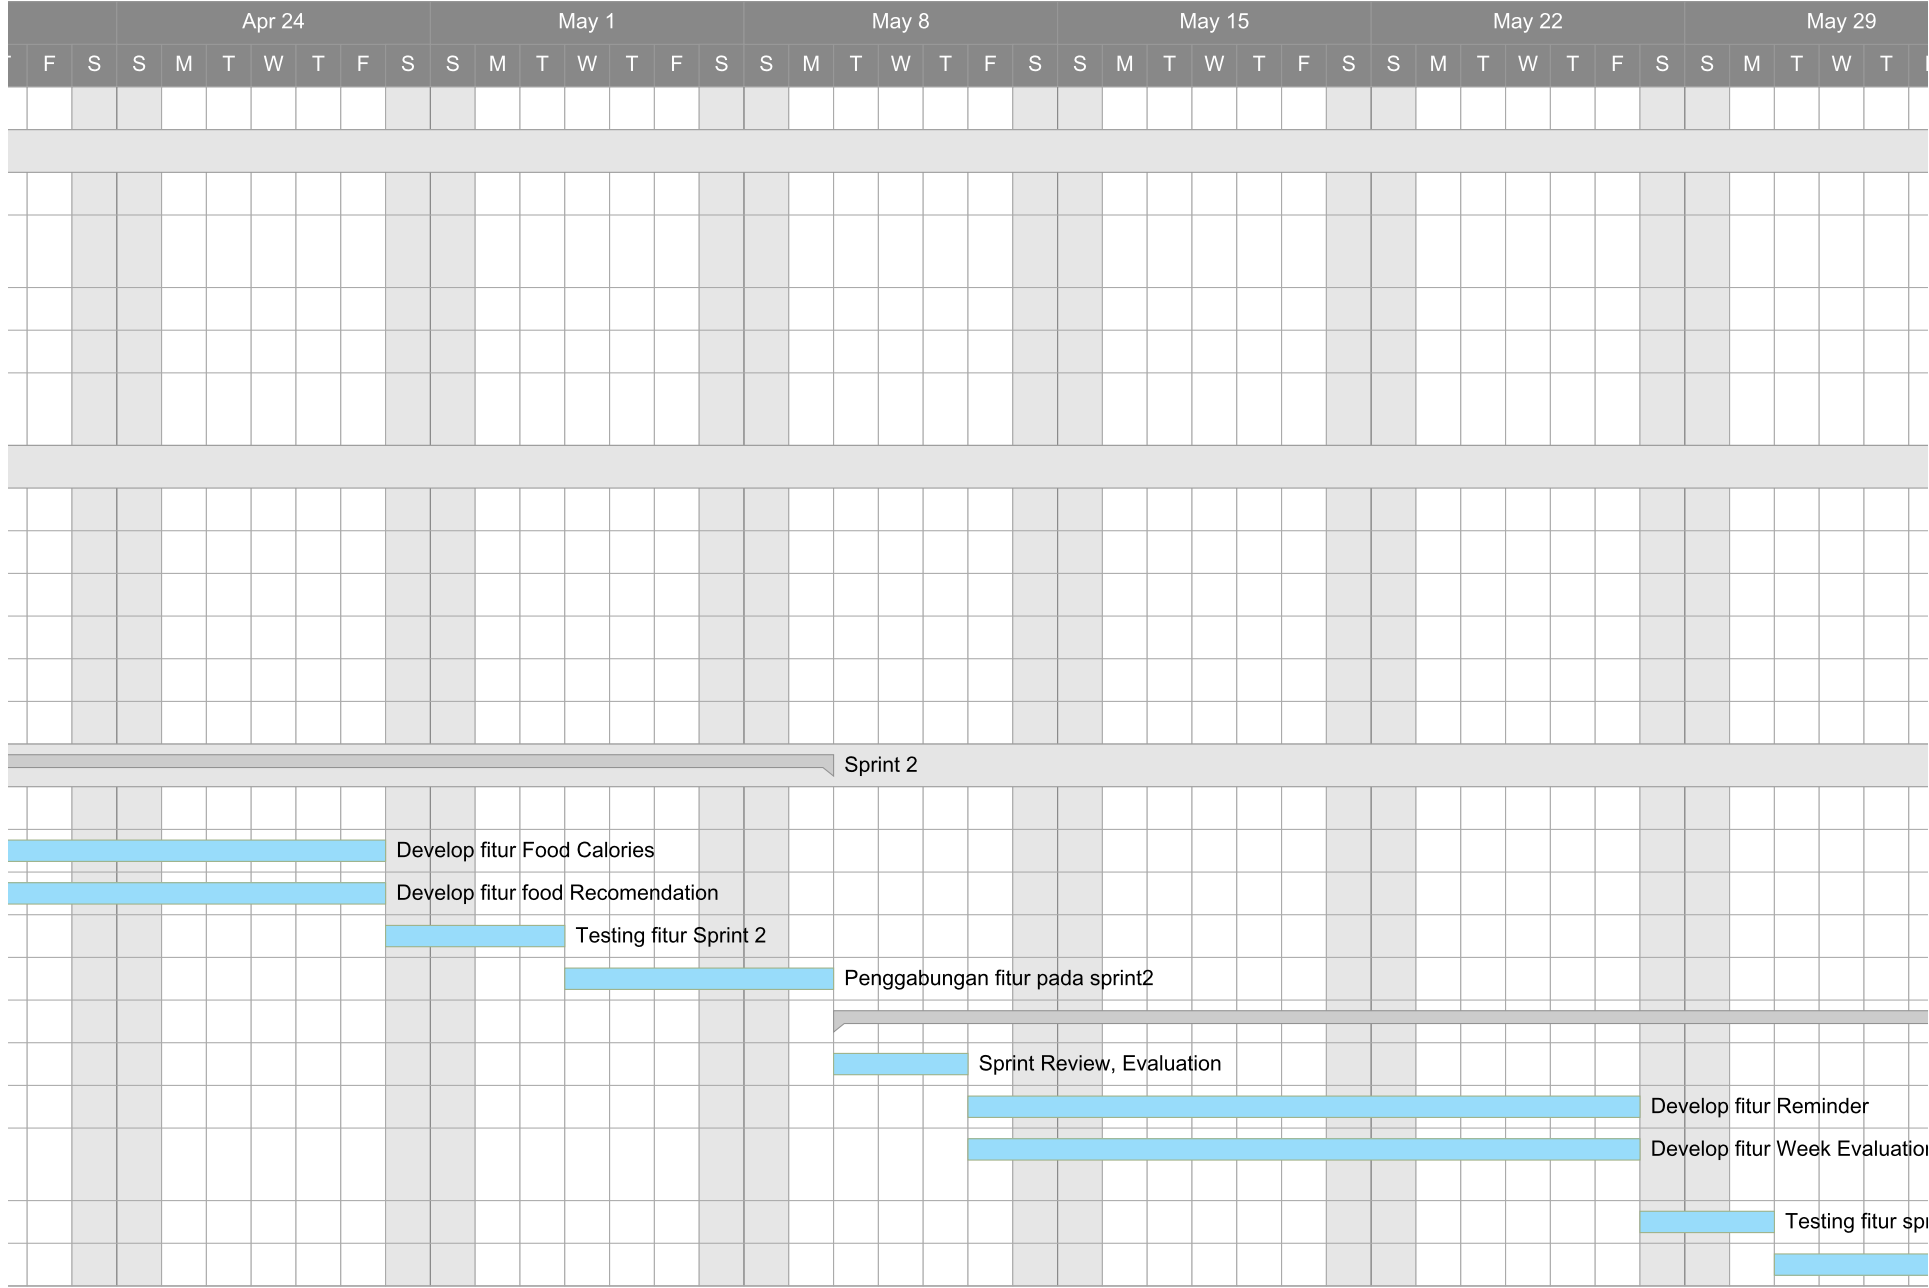 Apr 24 May 1 May 8 May 15 May 22 May 29
F S S M T W T F S S M T W T F S S M T W T F S S M T W T F S S M T W T F S S M T W T
Sprint 2
Develop fitur Food Calories
Develop fitur food Recomendation
Testing fitur Sprint 2
Penggabungan fitur pada sprint2
Sprint Review, Evaluation
Develop fitur Reminder
Develop fitur Week Evaluation
Testing fitur spr